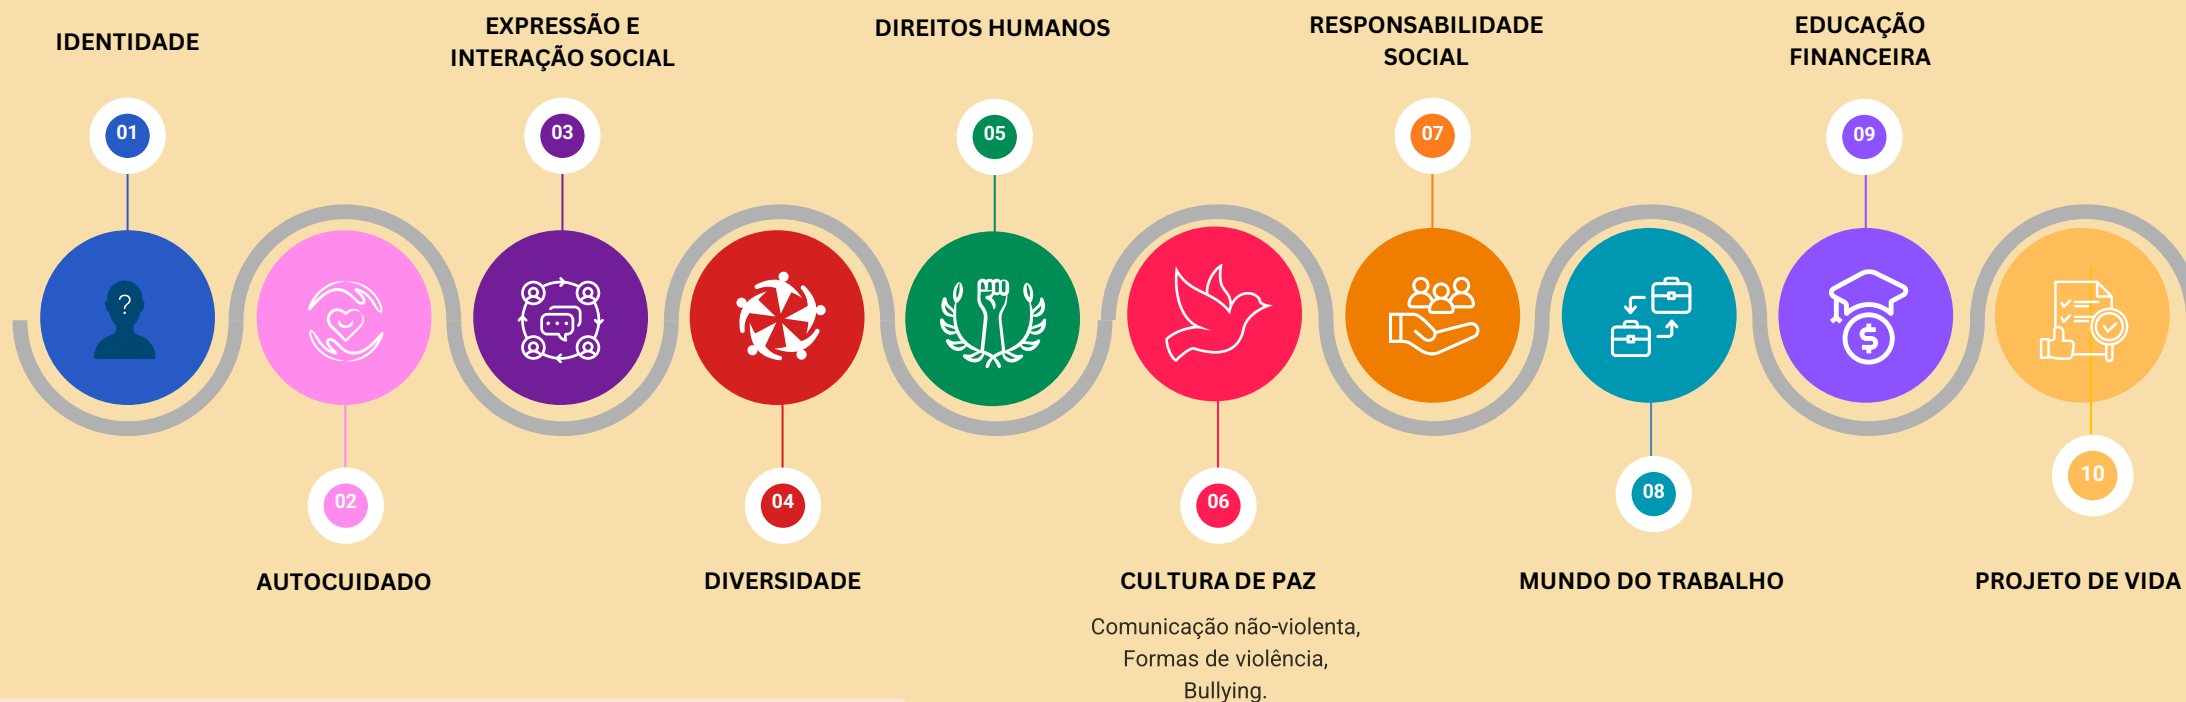 IDENTIDADE
01
02
AUTOCUIDADO
EXPRESSÃO E
INTERAÇÃO SOCIAL
03
04
DIVERSIDADE
DIREITOS HUMANOS
05
06
CULTURA DE PAZ
Comunicação não-violenta,
Formas de violência,
Bullying.
RESPONSABILIDADE
SOCIAL
07
08
MUNDO DO TRABALHO
EDUCAÇÃO
FINANCEIRA
09
10
PROJETO DE VIDA
?
$